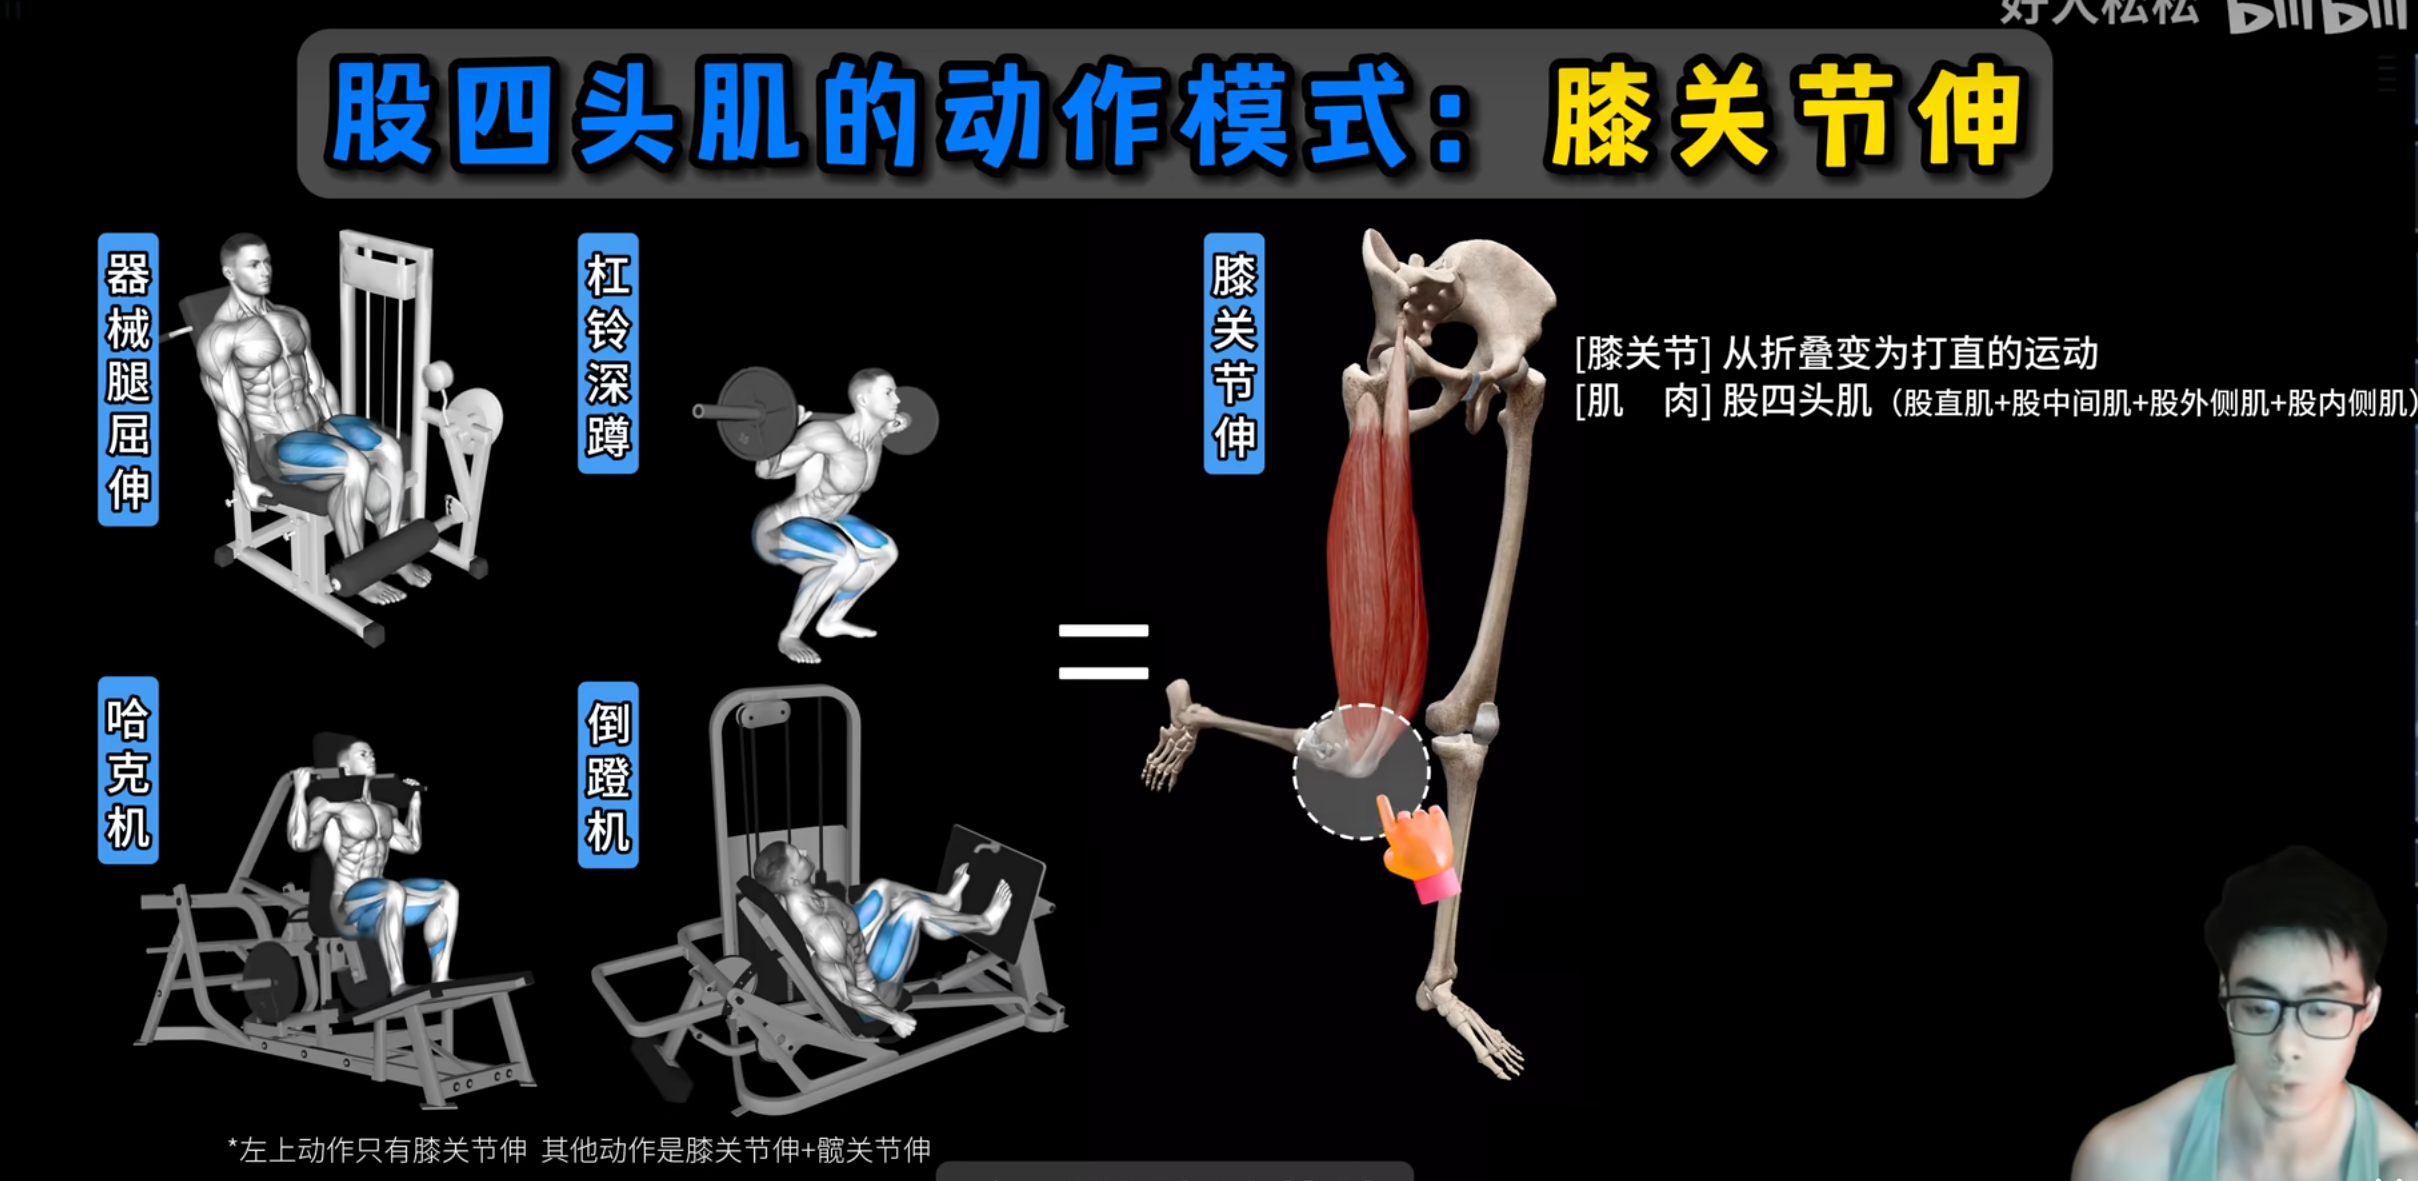 好人松松 bilibili
股四头肌的动作模式：膝关节伸
器械腿屈伸
杠铃深蹲
膝关节伸
[膝关节] 从折叠变为打直的运动
[肌　肉] 股四头肌（股直肌+股中间肌+股外侧肌+股内侧肌）
哈克机
倒蹬机
*左上动作只有膝关节伸 其他动作是膝关节伸+髋关节伸